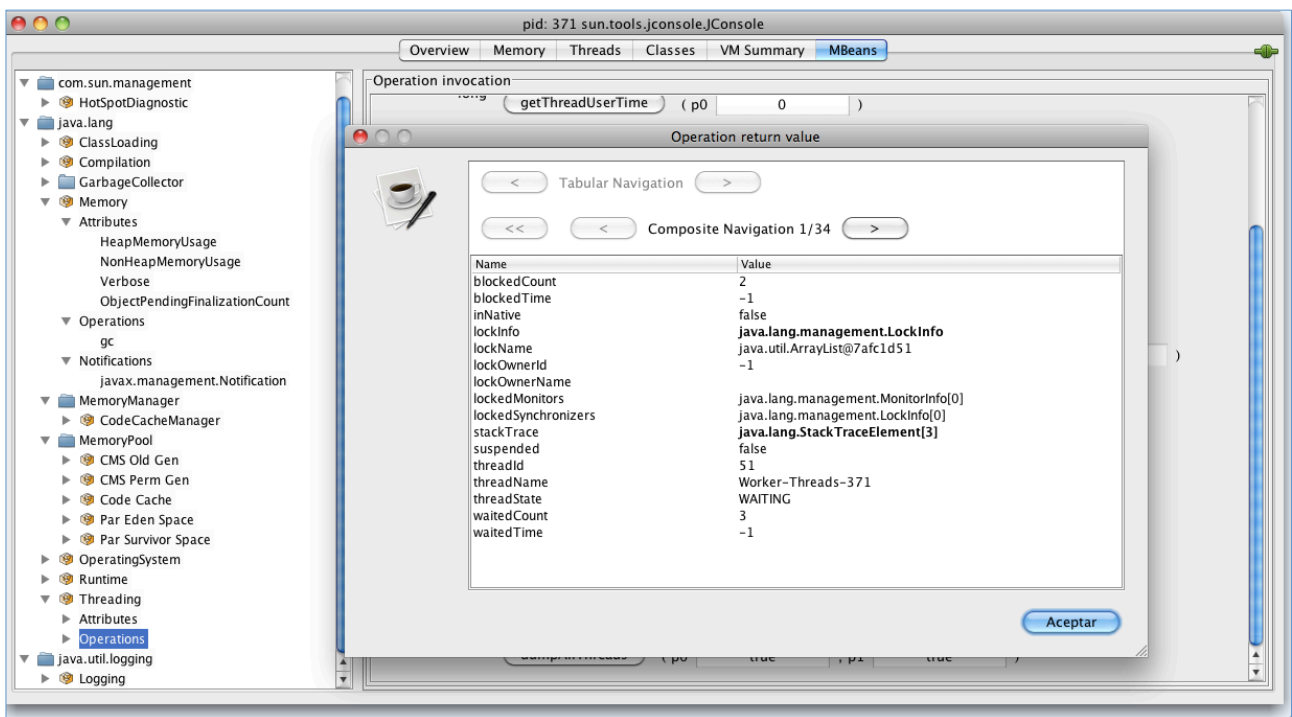 pid: 371 sun.tools.jconsole.JConsole
Overview Memory Threads Classes VM Summary MBeans
com.sun.management
HotSpotDiagnostic
java.lang
ClassLoading
Compilation
GarbageCollector
Memory
Attributes
HeapMemoryUsage
NonHeapMemoryUsage
Verbose
ObjectPendingFinalizationCount
Operations
gc
Notifications
javax.management.Notification
MemoryManager
CodeCacheManager
MemoryPool
CMS Old Gen
CMS Perm Gen
Code Cache
Par Eden Space
Par Survivor Space
OperatingSystem
Runtime
Threading
Attributes
Operations
java.util.logging
Logging
Operation invocation
long getThreadUserTime ( p0 0 )
Operation return value
< Tabular Navigation >
<< < Composite Navigation 1/34 >
Name Value
blockedCount 2
blockedTime -1
inNative false
lockInfo java.lang.management.LockInfo
lockName java.util.ArrayList@7afc1d51
lockOwnerId -1
lockOwnerName
lockedMonitors java.lang.management.MonitorInfo[0]
lockedSynchronizers java.lang.management.LockInfo[0]
stackTrace java.lang.StackTraceElement[3]
suspended false
threadId 51
threadName Worker-Threads-371
threadState WAITING
waitedCount 3
waitedTime -1
Aceptar
)
dumpAllThreads ( p0 true , p1 true )